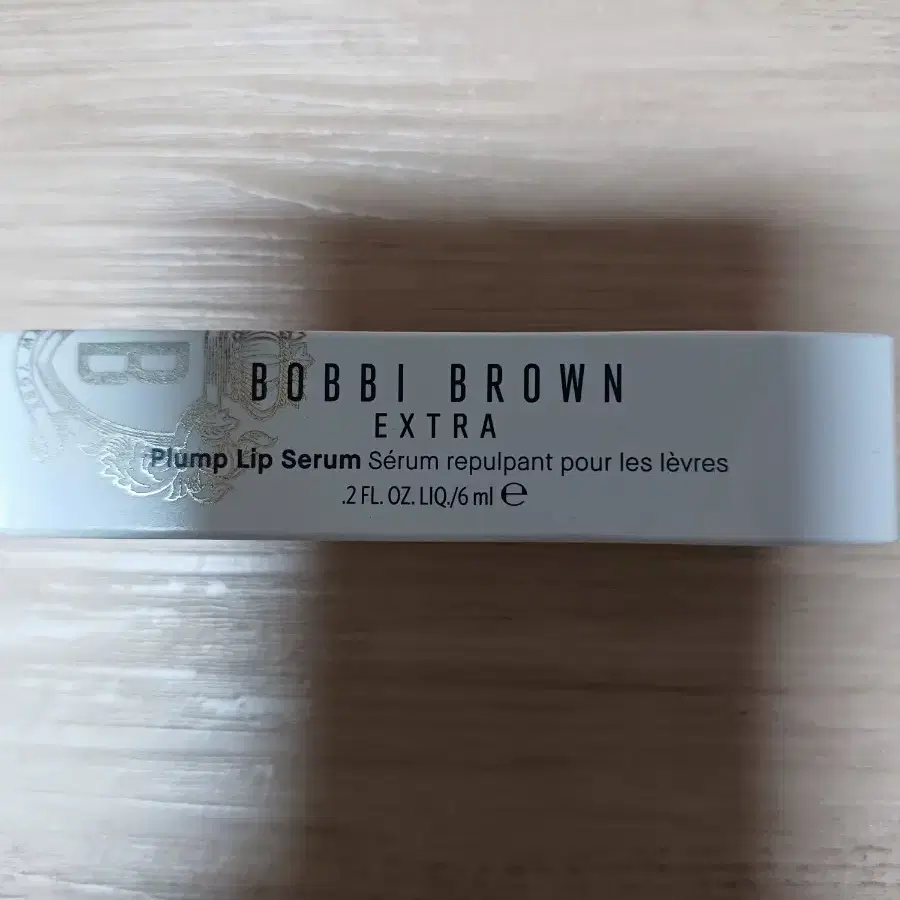 BOBBI BROWN
EXTRA
Plump Lip Serum Sérum repulpant pour les lèvres
.2 FL. OZ. LIQ./6 ml ℮
B